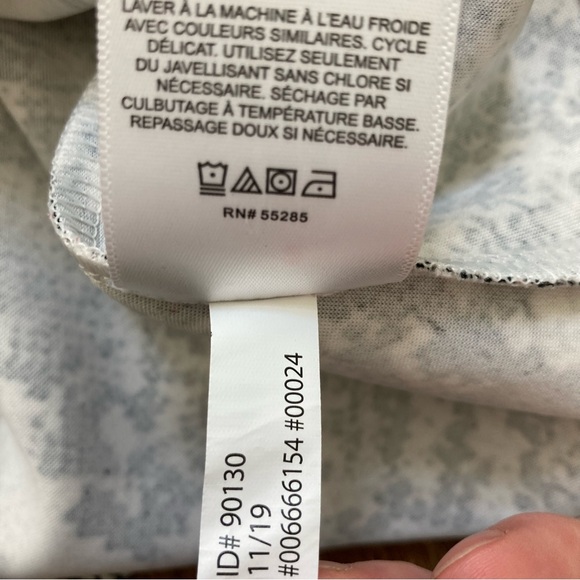 LAVER À LA MACHINE À L'EAU FROIDE
AVEC COULEURS SIMILAIRES. CYCLE
DÉLICAT. UTILISEZ SEULEMENT
DU JAVELLISANT SANS CHLORE SI
NÉCESSAIRE. SÉCHAGE PAR
CULBUTAGE À TEMPÉRATURE BASSE.
REPASSAGE DOUX SI NÉCESSAIRE.
RN# 55285
ID# 90130
11/19
#006666154 #00024